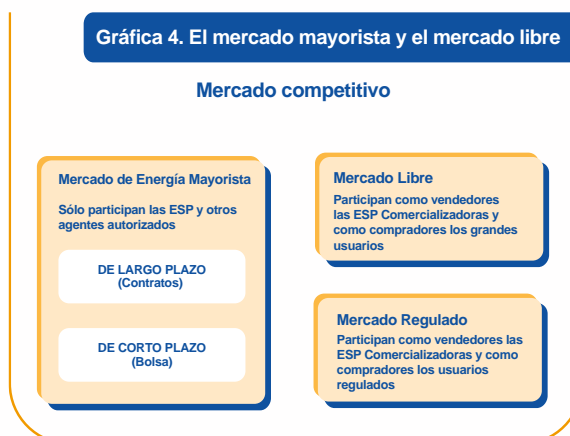 Gráfica 4. El mercado mayorista y el mercado libre
Mercado competitivo
Mercado de Energía Mayorista
Sólo participan las ESP y otros
agentes autorizados
DE LARGO PLAZO
(Contratos)
DE CORTO PLAZO
(Bolsa)
Mercado Libre
Participan como vendedores
las ESP Comercializadoras y
como compradores los grandes
usuarios
Mercado Regulado
Participan como vendedores las
ESP Comercializadoras y como
compradores los usuarios
regulados